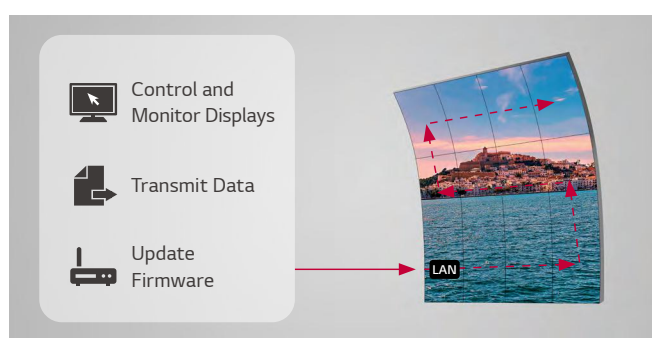 Control and
Monitor Displays
Transmit Data
Update
Firmware
LAN